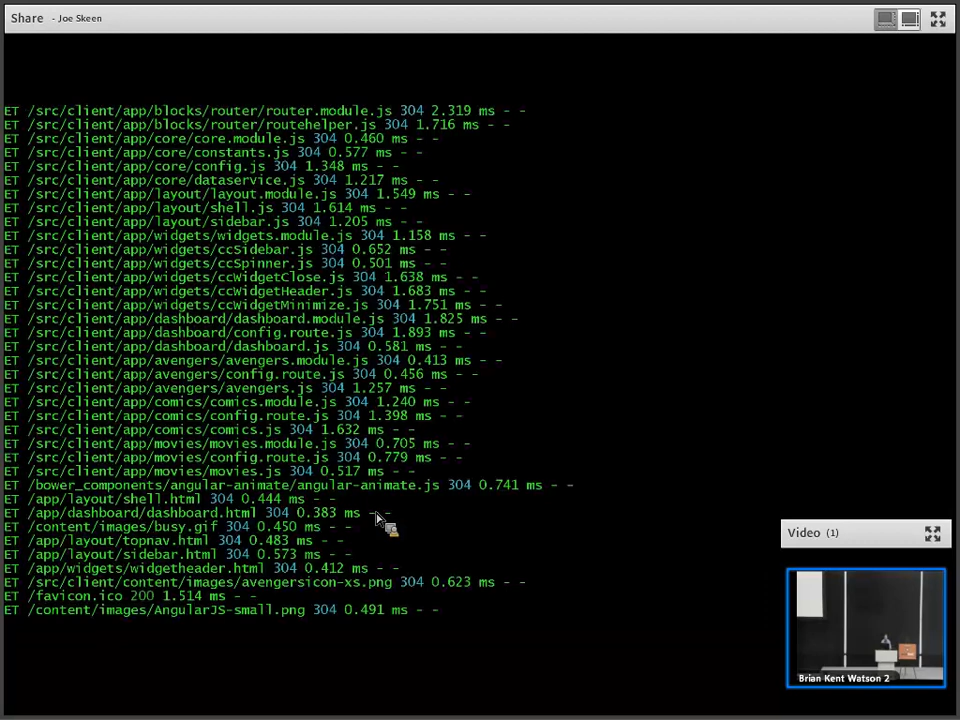 Share - Joe Skeen
ET /src/client/app/blocks/router/router.module.js 304 2.319 ms - -
ET /src/client/app/blocks/router/routehelper.js 304 1.716 ms - -
ET /src/client/app/core/core.module.js 304 0.460 ms - -
ET /src/client/app/core/constants.js 304 0.577 ms - -
ET /src/client/app/core/config.js 304 1.348 ms - -
ET /src/client/app/core/dataservice.js 304 1.217 ms - -
ET /src/client/app/layout/layout.module.js 304 1.549 ms - -
ET /src/client/app/layout/shell.js 304 1.614 ms - -
ET /src/client/app/layout/sidebar.js 304 1.205 ms - -
ET /src/client/app/widgets/widgets.module.js 304 1.158 ms - -
ET /src/client/app/widgets/ccSidebar.js 304 0.652 ms - -
ET /src/client/app/widgets/ccSpinner.js 304 0.501 ms - -
ET /src/client/app/widgets/ccWidgetClose.js 304 1.638 ms - -
ET /src/client/app/widgets/ccWidgetHeader.js 304 1.683 ms - -
ET /src/client/app/widgets/ccWidgetMinimize.js 304 1.751 ms - -
ET /src/client/app/dashboard/dashboard.module.js 304 1.825 ms - -
ET /src/client/app/dashboard/config.route.js 304 1.893 ms - -
ET /src/client/app/dashboard/dashboard.js 304 0.581 ms - -
ET /src/client/app/avengers/avengers.module.js 304 0.413 ms - -
ET /src/client/app/avengers/config.route.js 304 0.456 ms - -
ET /src/client/app/avengers/avengers.js 304 1.257 ms - -
ET /src/client/app/comics/comics.module.js 304 1.240 ms - -
ET /src/client/app/comics/config.route.js 304 1.398 ms - -
ET /src/client/app/comics/comics.js 304 1.632 ms - -
ET /src/client/app/movies/movies.module.js 304 0.705 ms - -
ET /src/client/app/movies/config.route.js 304 0.779 ms - -
ET /src/client/app/movies/movies.js 304 0.517 ms - -
ET /bower_components/angular-animate/angular-animate.js 304 0.741 ms - -
ET /app/layout/shell.html 304 0.444 ms - -
ET /app/dashboard/dashboard.html 304 0.383 ms - -
ET /content/images/busy.gif 304 0.450 ms - -
ET /app/layout/topnav.html 304 0.483 ms - -
ET /app/layout/sidebar.html 304 0.573 ms - -
ET /app/widgets/widgetheader.html 304 0.412 ms - -
ET /src/client/content/images/avengersicon-xs.png 304 0.623 ms - -
ET /favicon.ico 200 1.514 ms - -
ET /content/images/AngularJS-small.png 304 0.491 ms - -
Video (1)
Brian Kent Watson 2